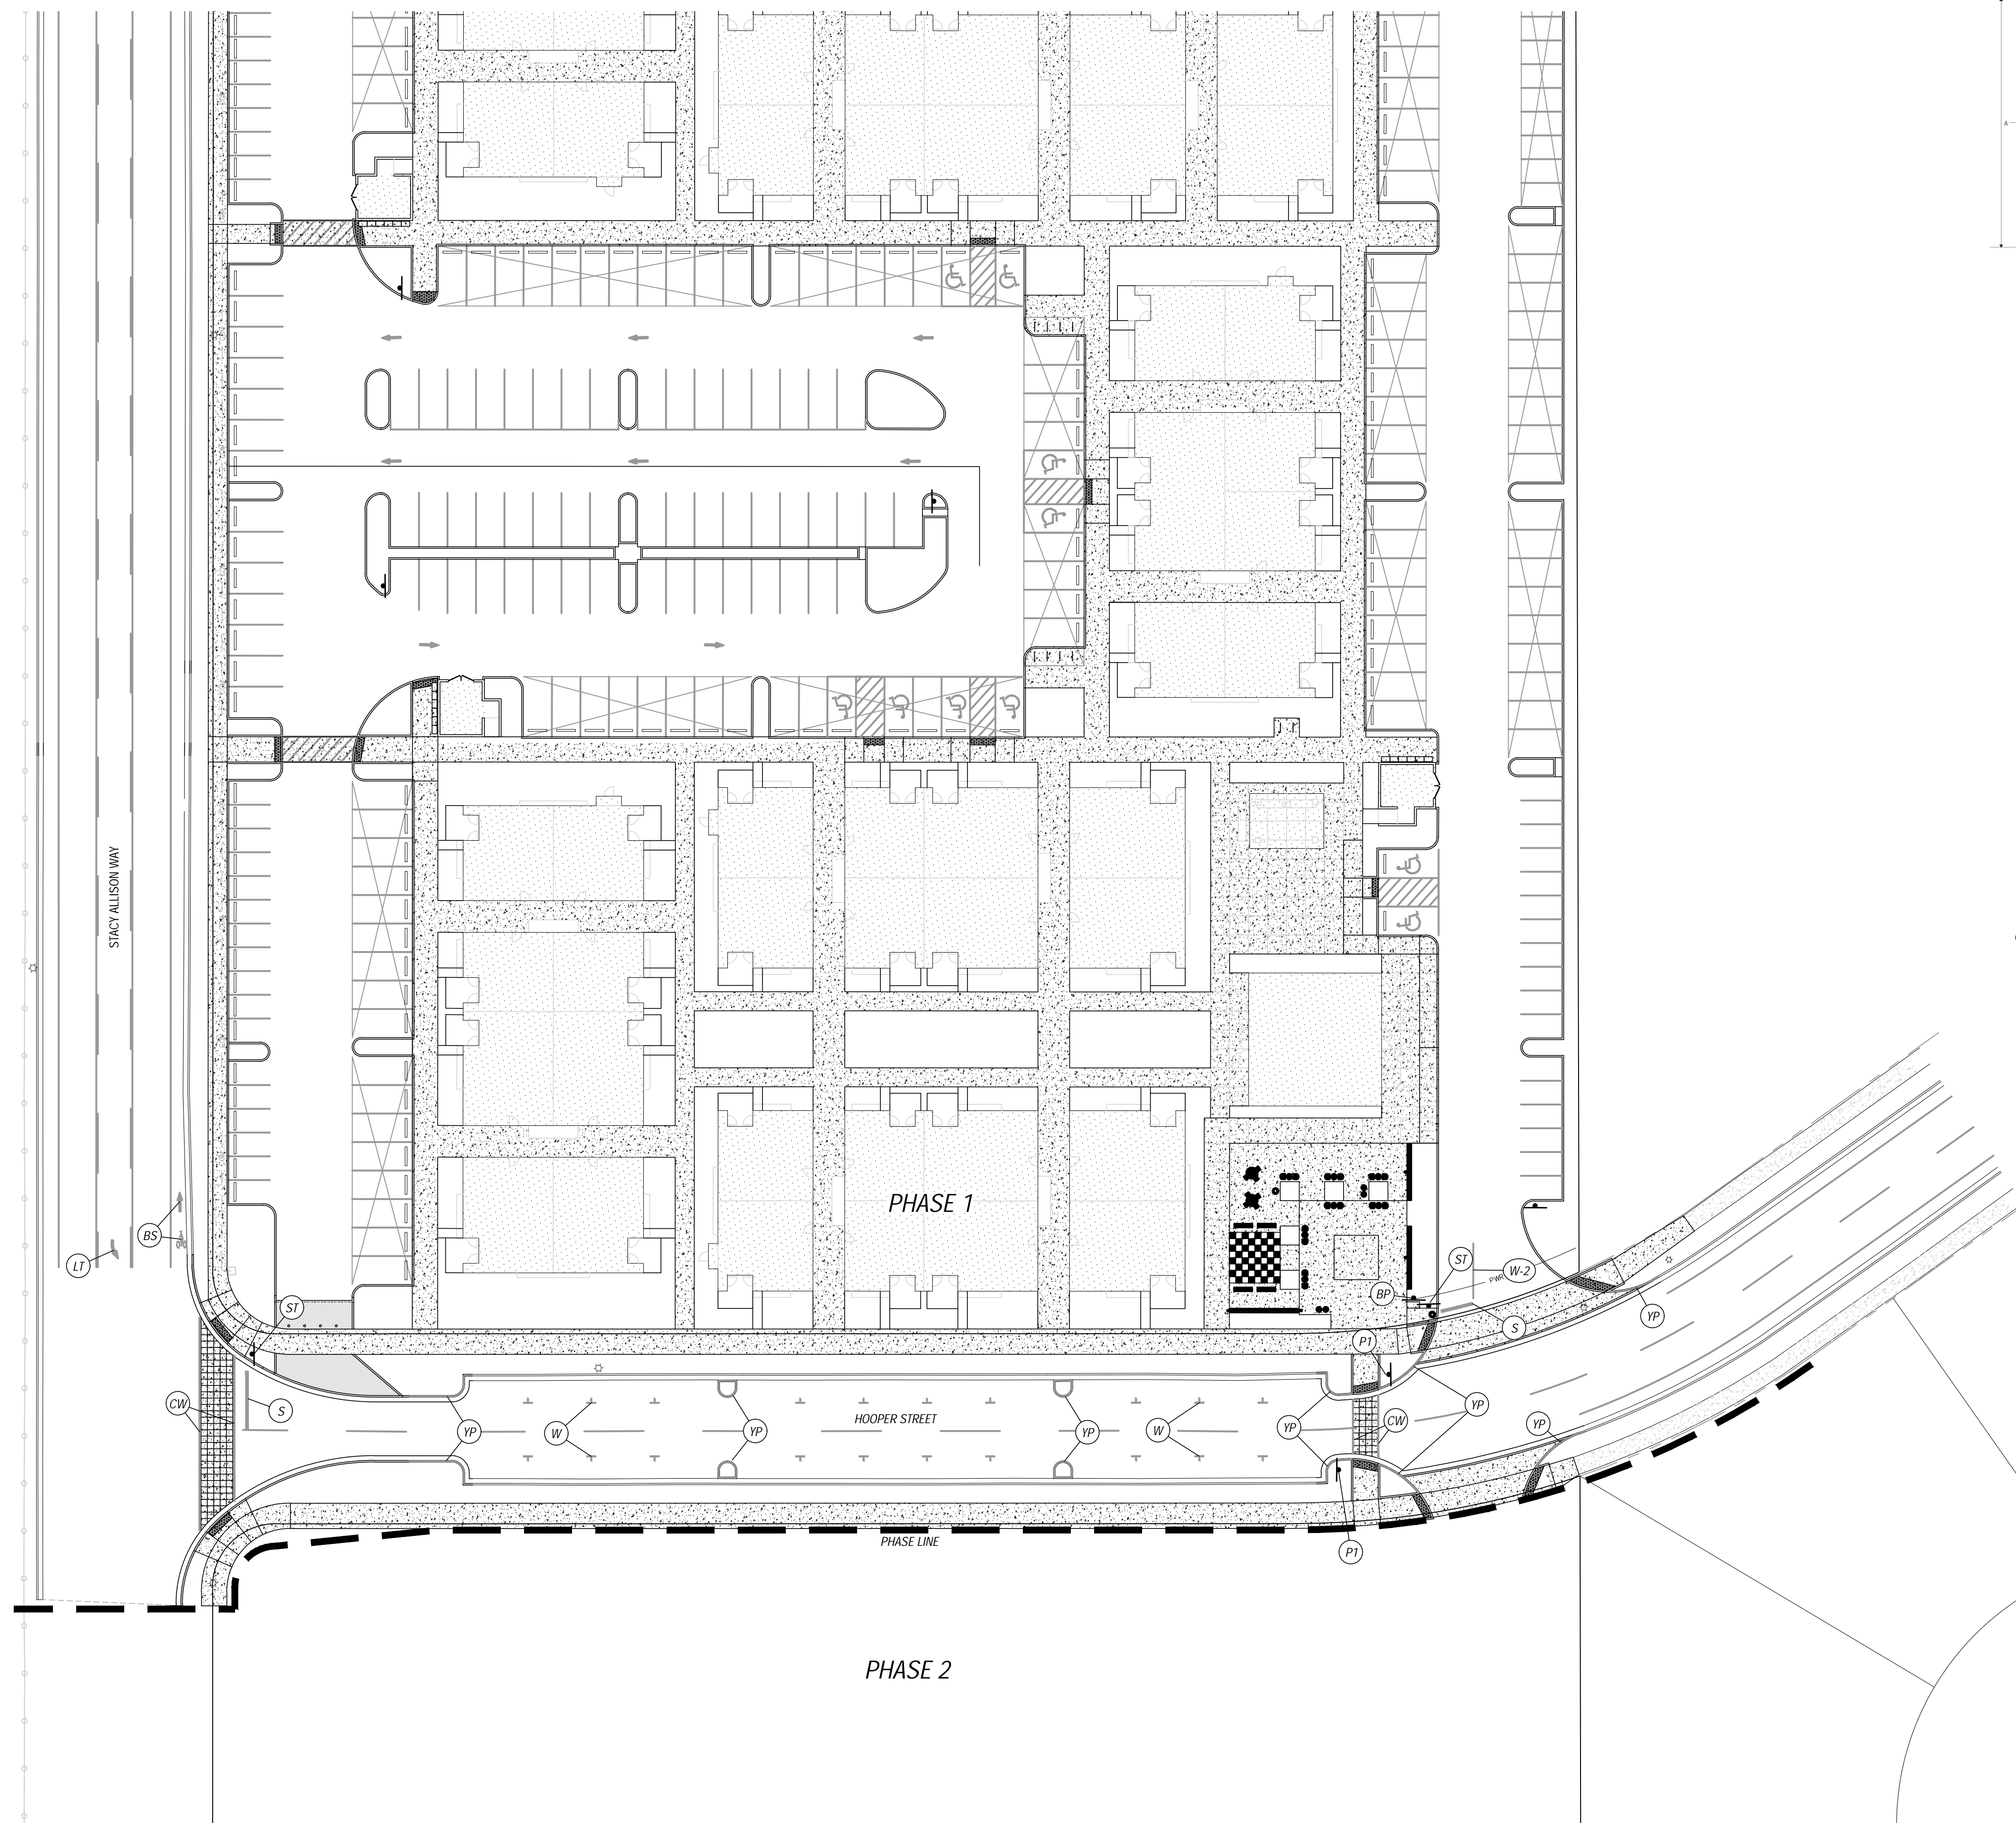 A
STACY ALLISON WAY
PHASE 1
BS
LT
ST
W-2
PWR
BP
ST
YP
S
P1
CW
S
YP
W
YP
HOOPER STREET
YP
W
YP
CW
YP
YP
PHASE LINE
P1
PHASE 2